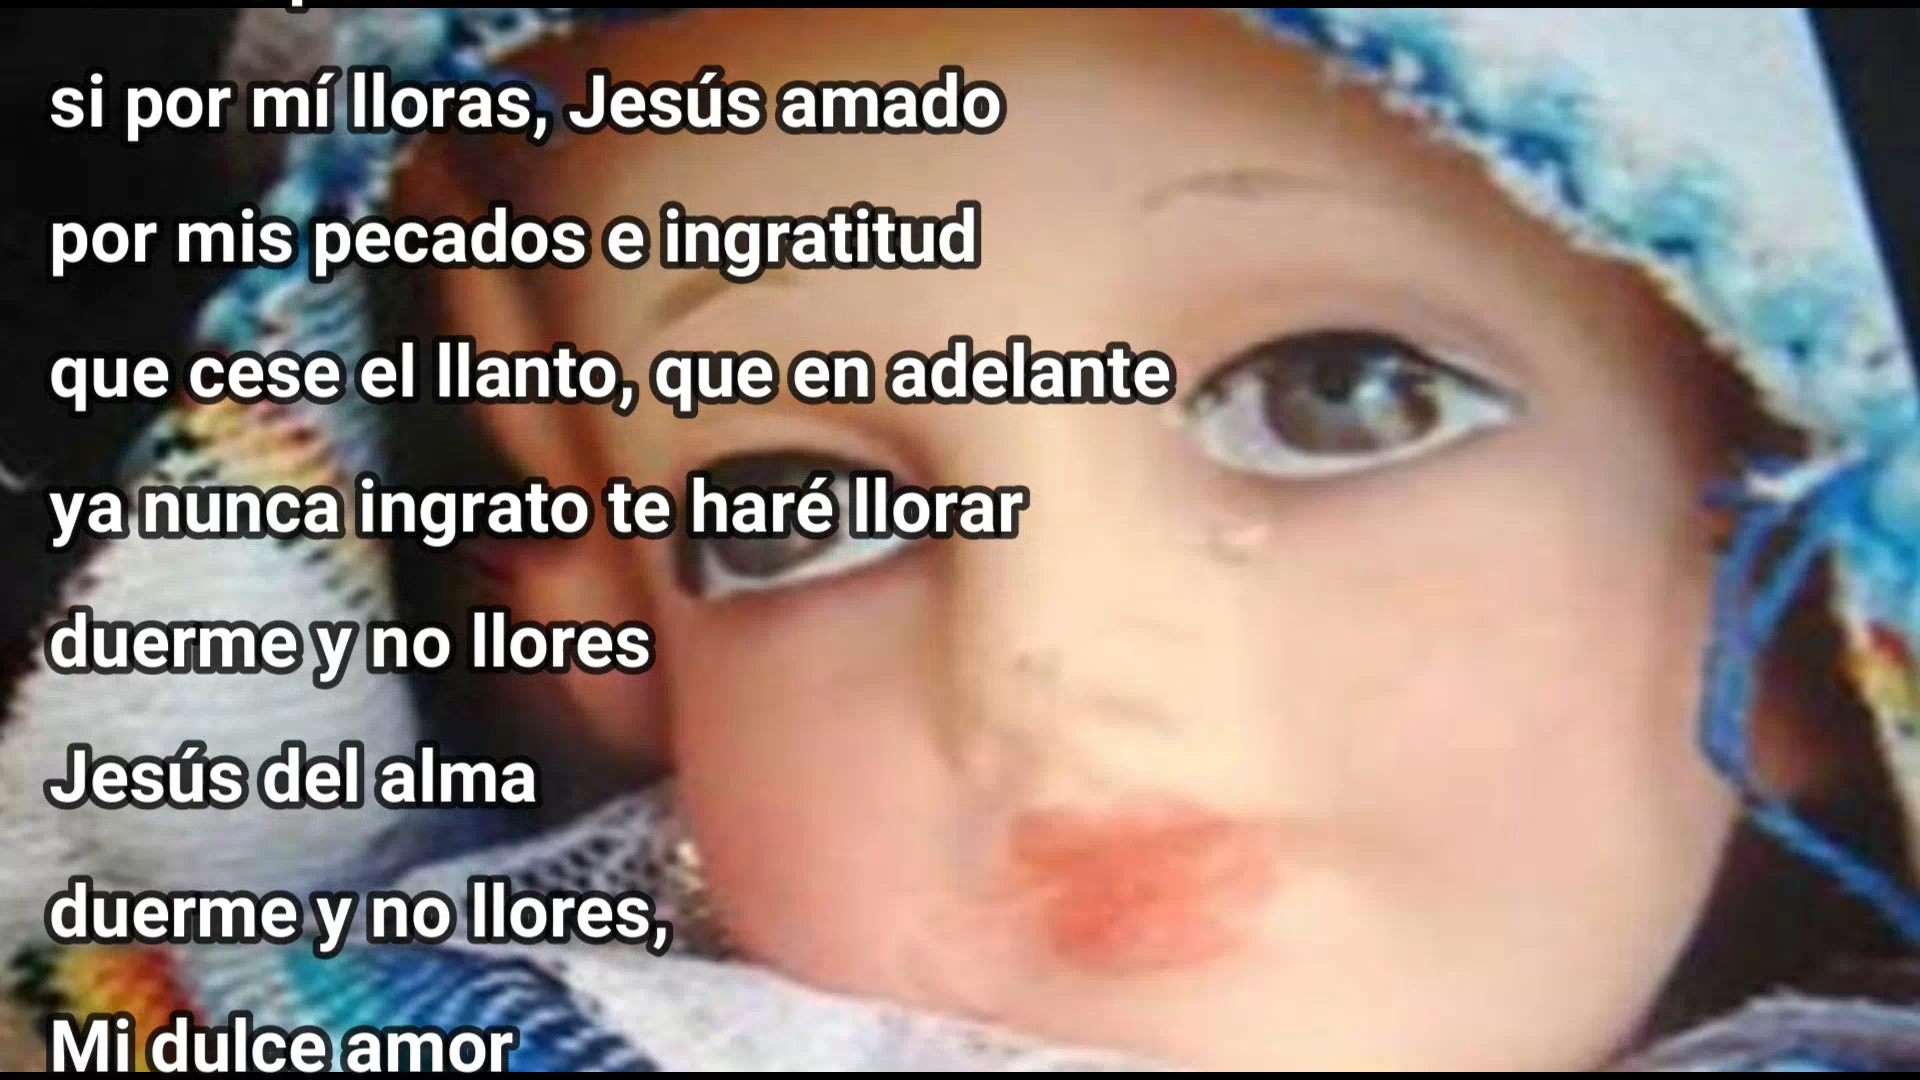 si por mí lloras, Jesús amado
por mis pecados e ingratitud
que cese el llanto, que en adelante
ya nunca ingrato te haré llorar
duerme y no llores
Jesús del alma
duerme y no llores,
Mi dulce amor